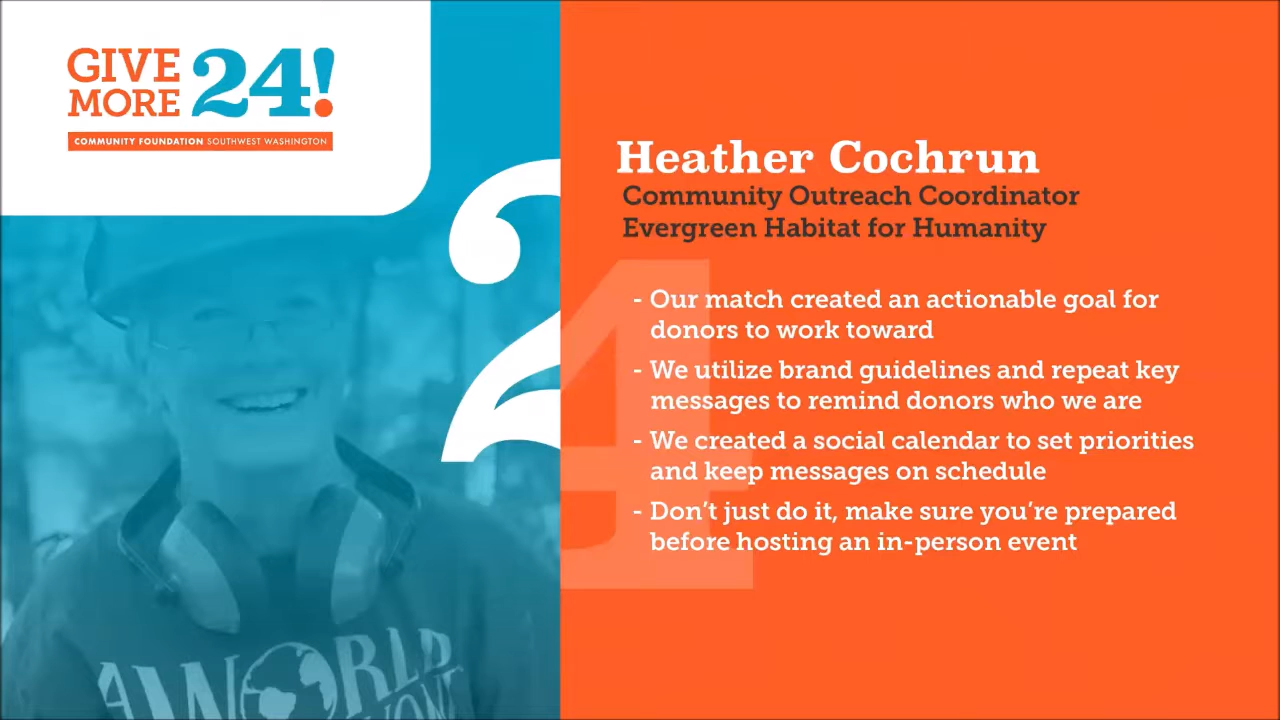 GIVE
MORE
24!
COMMUNITY FOUNDATION SOUTHWEST WASHINGTON
2
4
Heather Cochrun
Community Outreach Coordinator
Evergreen Habitat for Humanity
- Our match created an actionable goal for
donors to work toward
- We utilize brand guidelines and repeat key
messages to remind donors who we are
- We created a social calendar to set priorities
and keep messages on schedule
- Don't just do it, make sure you're prepared
before hosting an in-person event
A WORLD